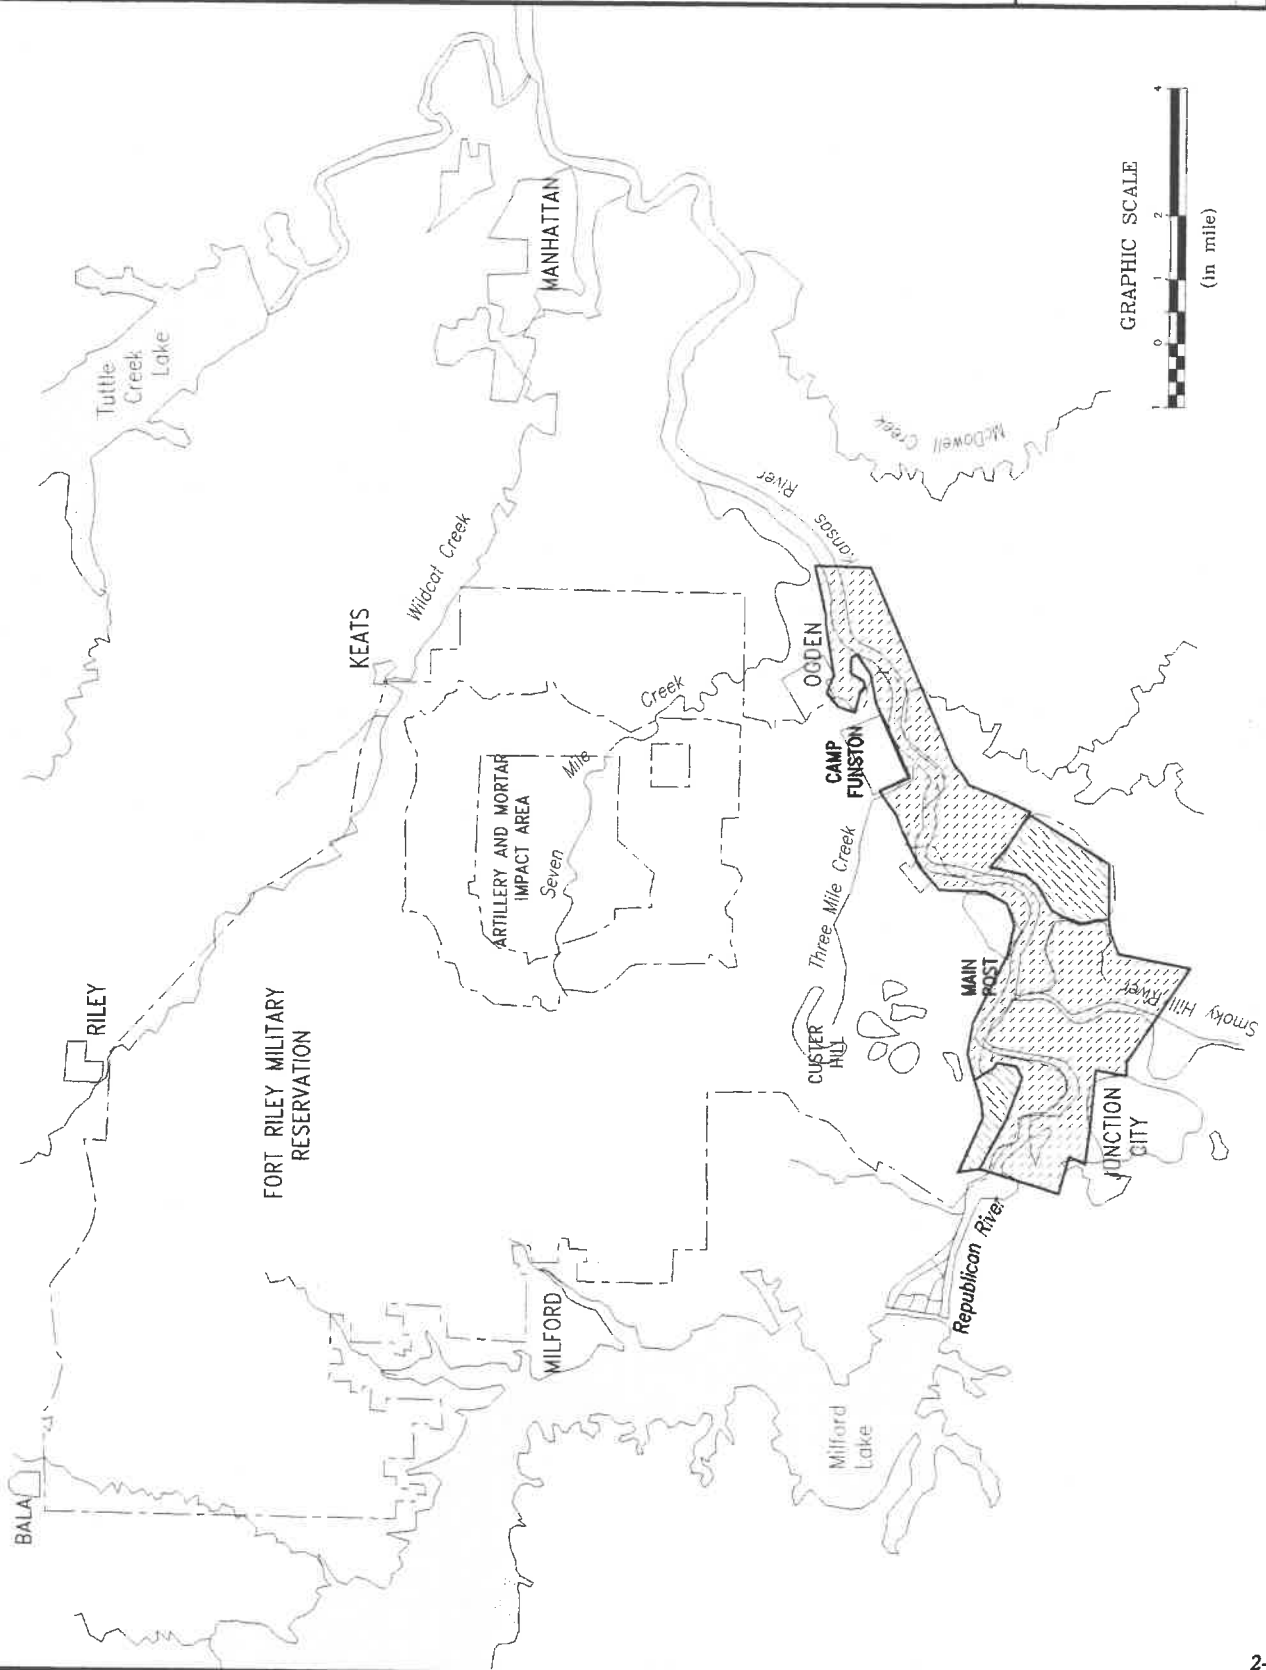 BALA
RILEY
FORT RILEY MILITARY
RESERVATION
KEATS
Wildcat Creek
Tuttle
Creek
Lake
MANHATTAN
MILFORD
ARTILLERY AND MORTAR
IMPACT AREA
Seven
Mile
Creek
Milford
Lake
Republican River
CUSTER
HILL
Three Mile Creek
CAMP
FUNSTON
OGDEN
Kansas
River
McDowell Creek
MAIN
POST
JUNCTION
CITY
Smoky Hill River
GRAPHIC SCALE
1 0 1 2 4
(in mile)
2-